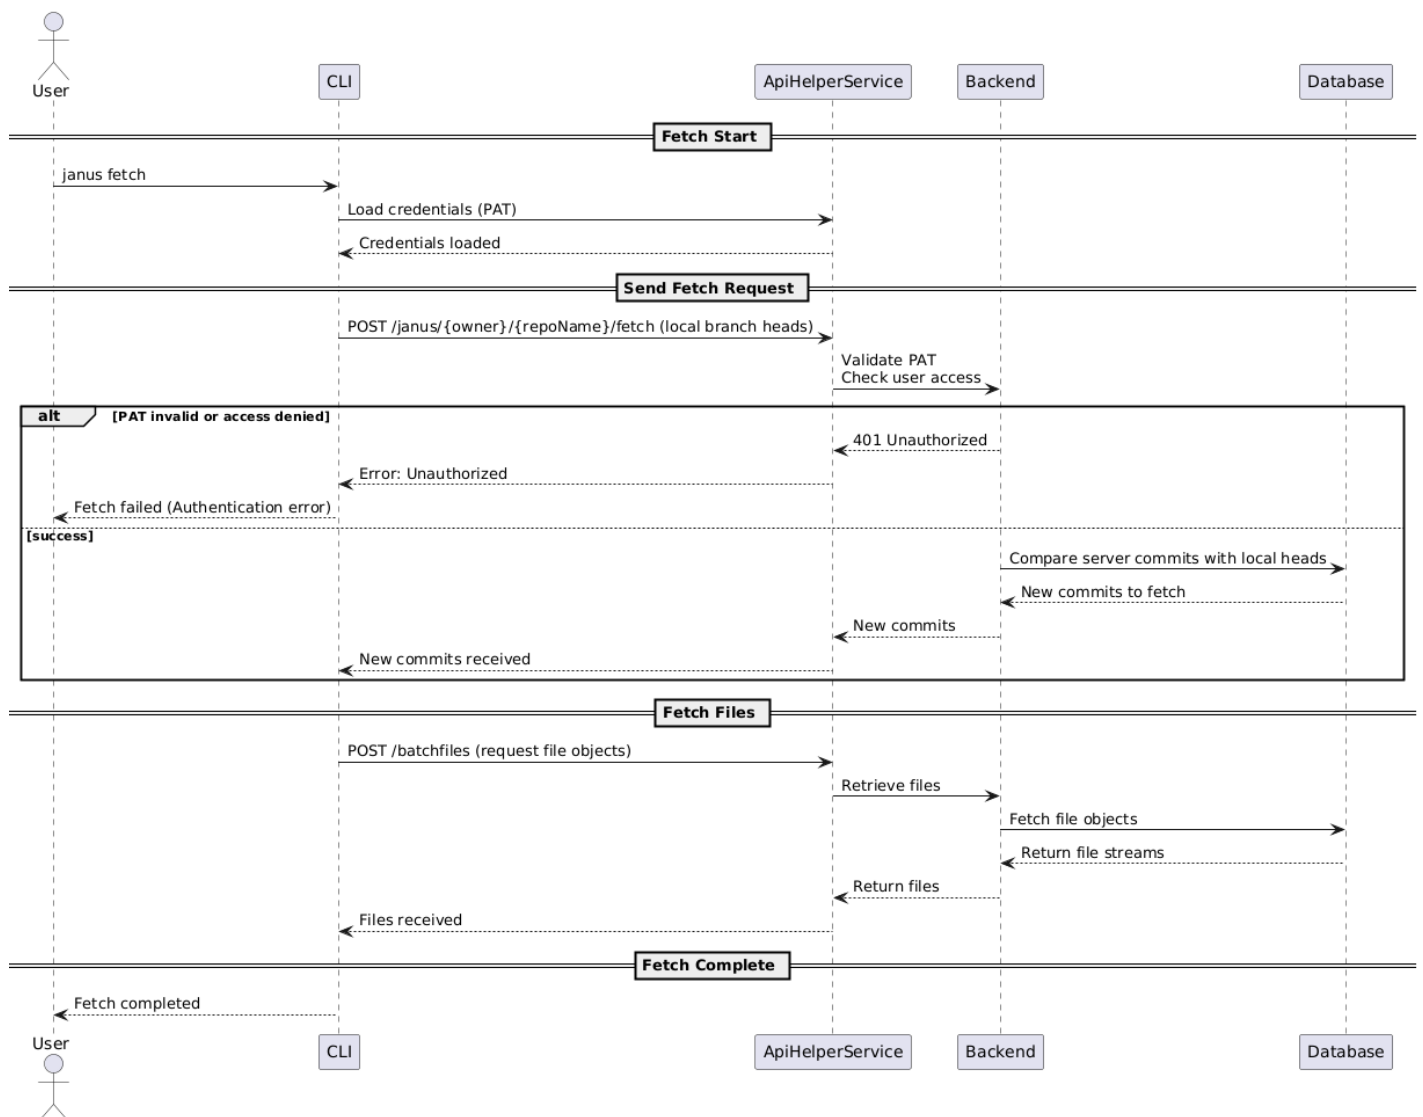 User
CLI
ApiHelperService
Backend
Database
Fetch Start
janus fetch
Load credentials (PAT)
Credentials loaded
Send Fetch Request
POST /janus/{owner}/{repoName}/fetch (local branch heads)
Validate PAT
Check user access
alt
[PAT invalid or access denied]
401 Unauthorized
Error: Unauthorized
Fetch failed (Authentication error)
[success]
Compare server commits with local heads
New commits to fetch
New commits
New commits received
Fetch Files
POST /batchfiles (request file objects)
Retrieve files
Fetch file objects
Return file streams
Return files
Files received
Fetch Complete
Fetch completed
User
CLI
ApiHelperService
Backend
Database